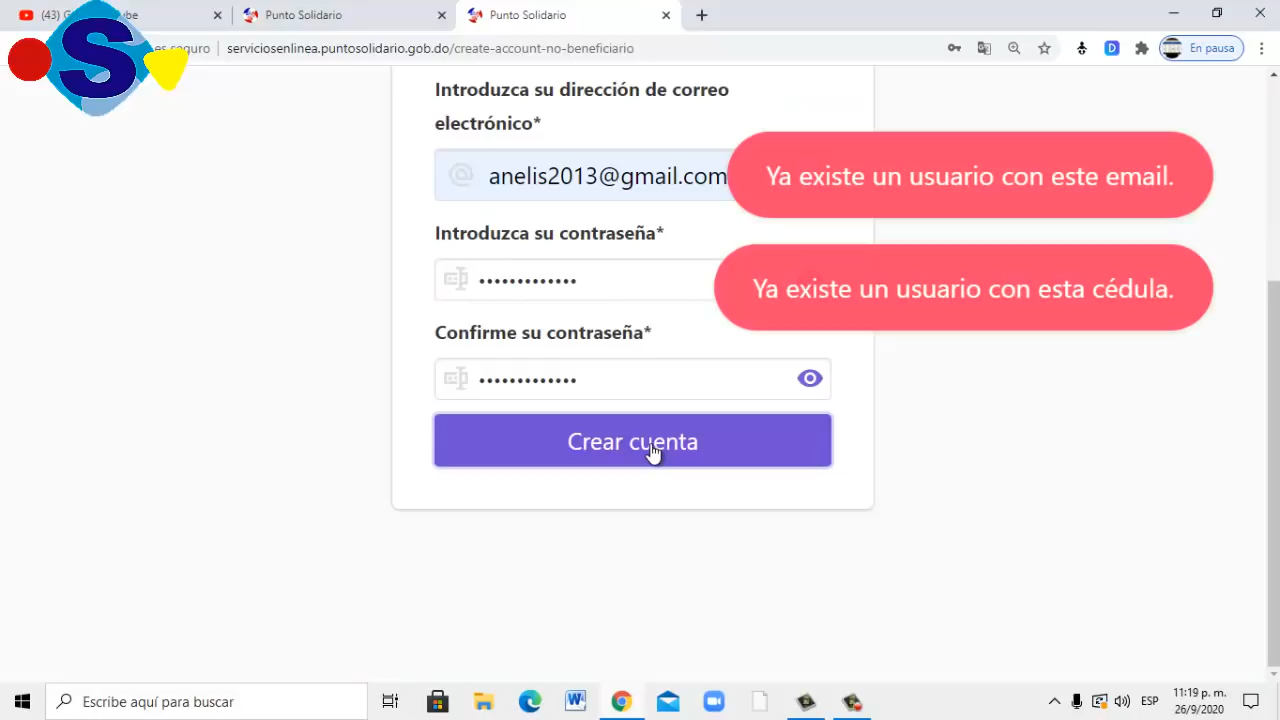 (43) G
ube
Punto Solidario
Punto Solidario
es seguro
serviciosenlinea.puntosolidario.gob.do/create-account-no-beneficiario
D
En pausa
S
Introduzca su dirección de correo
electrónico*
@
anelis2013@gmail.com
Ya existe un usuario con este email.
Introduzca su contraseña*
•••••••••••••
Ya existe un usuario con esta cédula.
Confirme su contraseña*
•••••••••••••
Crear cuenta
Escribe aquí para buscar
W
ESP
11:19 p. m.
26/9/2020